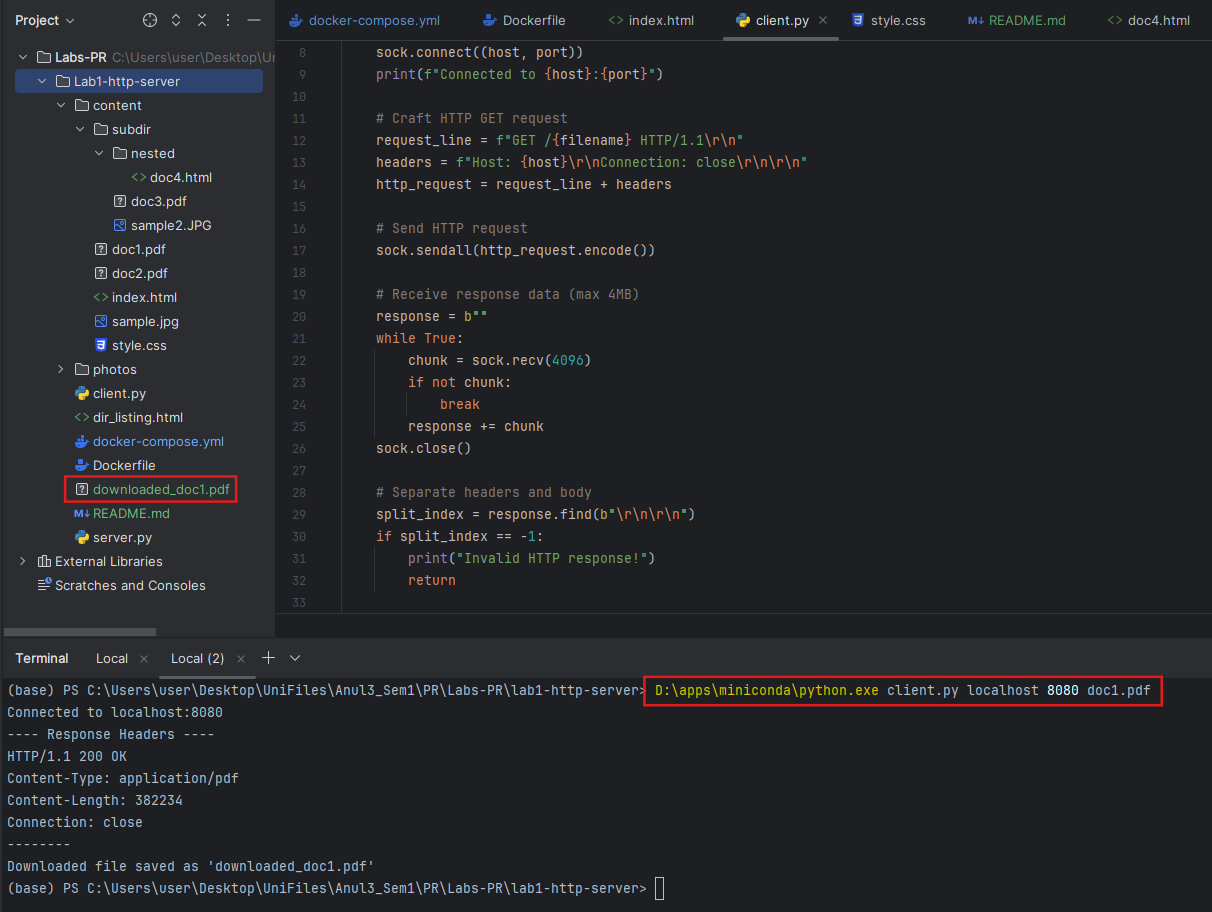 Project
Labs-PR C:\Users\user\Desktop\Un
Lab1-http-server
content
subdir
nested
doc4.html
doc3.pdf
sample2.JPG
doc1.pdf
doc2.pdf
index.html
sample.jpg
style.css
photos
client.py
dir_listing.html
docker-compose.yml
Dockerfile
downloaded_doc1.pdf
README.md
server.py
External Libraries
Scratches and Consoles
docker-compose.yml Dockerfile index.html client.py style.css README.md doc4.html
8 sock.connect((host, port))
9 print(f"Connected to {host}:{port}")
10
11 # Craft HTTP GET request
12 request_line = f"GET /{filename} HTTP/1.1\r\n"
13 headers = f"Host: {host}\r\nConnection: close\r\n\r\n"
14 http_request = request_line + headers
15
16 # Send HTTP request
17 sock.sendall(http_request.encode())
18
19 # Receive response data (max 4MB)
20 response = b""
21 while True:
22 chunk = sock.recv(4096)
23 if not chunk:
24 break
25 response += chunk
26 sock.close()
27
28 # Separate headers and body
29 split_index = response.find(b"\r\n\r\n")
30 if split_index == -1:
31 print("Invalid HTTP response!")
32 return
33
Terminal Local Local (2)
(base) PS C:\Users\user\Desktop\UniFiles\Anul3_Sem1\PR\Labs-PR\lab1-http-server> D:\apps\miniconda\python.exe client.py localhost 8080 doc1.pdf
Connected to localhost:8080
---- Response Headers ----
HTTP/1.1 200 OK
Content-Type: application/pdf
Content-Length: 382234
Connection: close
--------
Downloaded file saved as 'downloaded_doc1.pdf'
(base) PS C:\Users\user\Desktop\UniFiles\Anul3_Sem1\PR\Labs-PR\lab1-http-server>